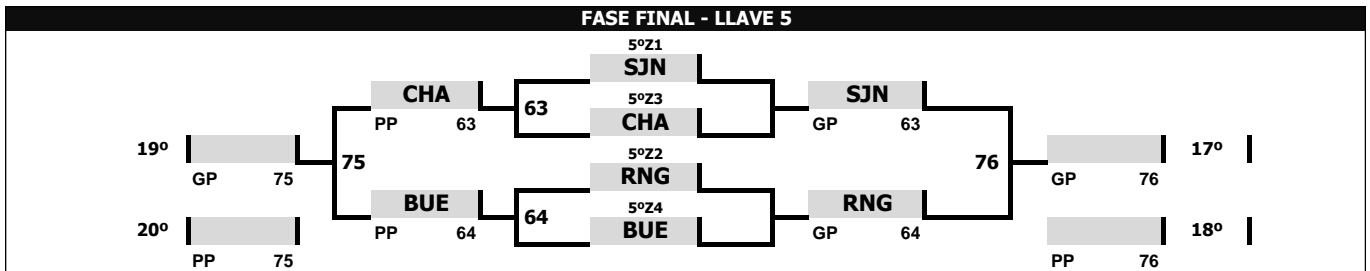 FASE FINAL - LLAVE 5
5ºZ1
SJN
CHA 63 5ºZ3 SJN
PP 63 CHA GP 63
19º 75 5ºZ2 76 17º
GP 75 RNG GP 76
BUE 64 5ºZ4 RNG
20º PP 64 BUE GP 64 18º
PP 75 PP 76